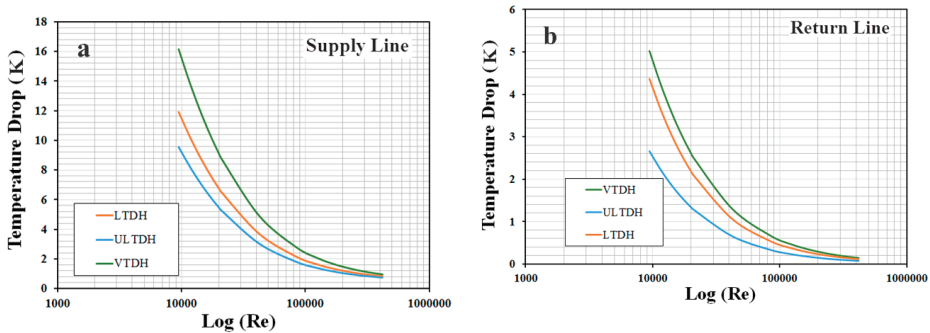 a
Supply Line
Temperature Drop (K)
18
16
14
12
10
8
6
4
2
0
LTDH
ULTDH
VTDH
1000
10000
100000
1000000
Log (Re)
b
Return Line
Temperature Drop (K)
6
5
4
3
2
1
0
VTDH
ULTDH
LTDH
1000
10000
100000
1000000
Log (Re)